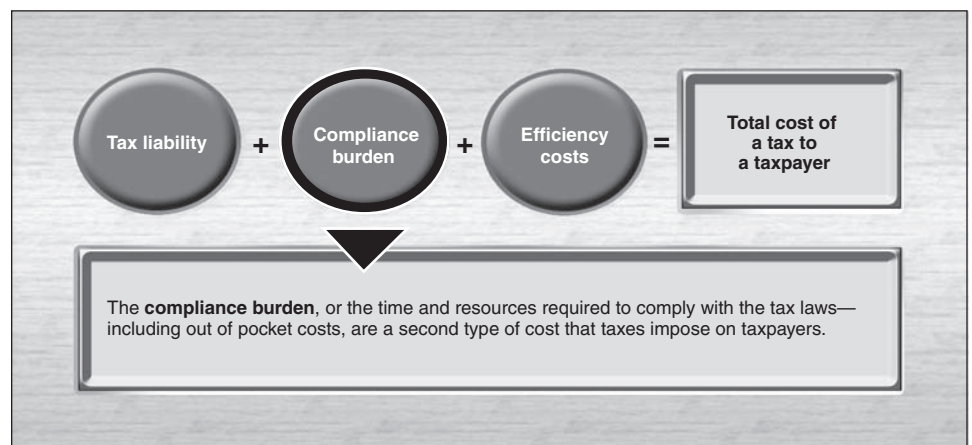 Tax liability
+
Compliance
burden
+
Efficiency
costs
=
Total cost of
a tax to
a taxpayer
The compliance burden, or the time and resources required to comply with the tax laws—
including out of pocket costs, are a second type of cost that taxes impose on taxpayers.